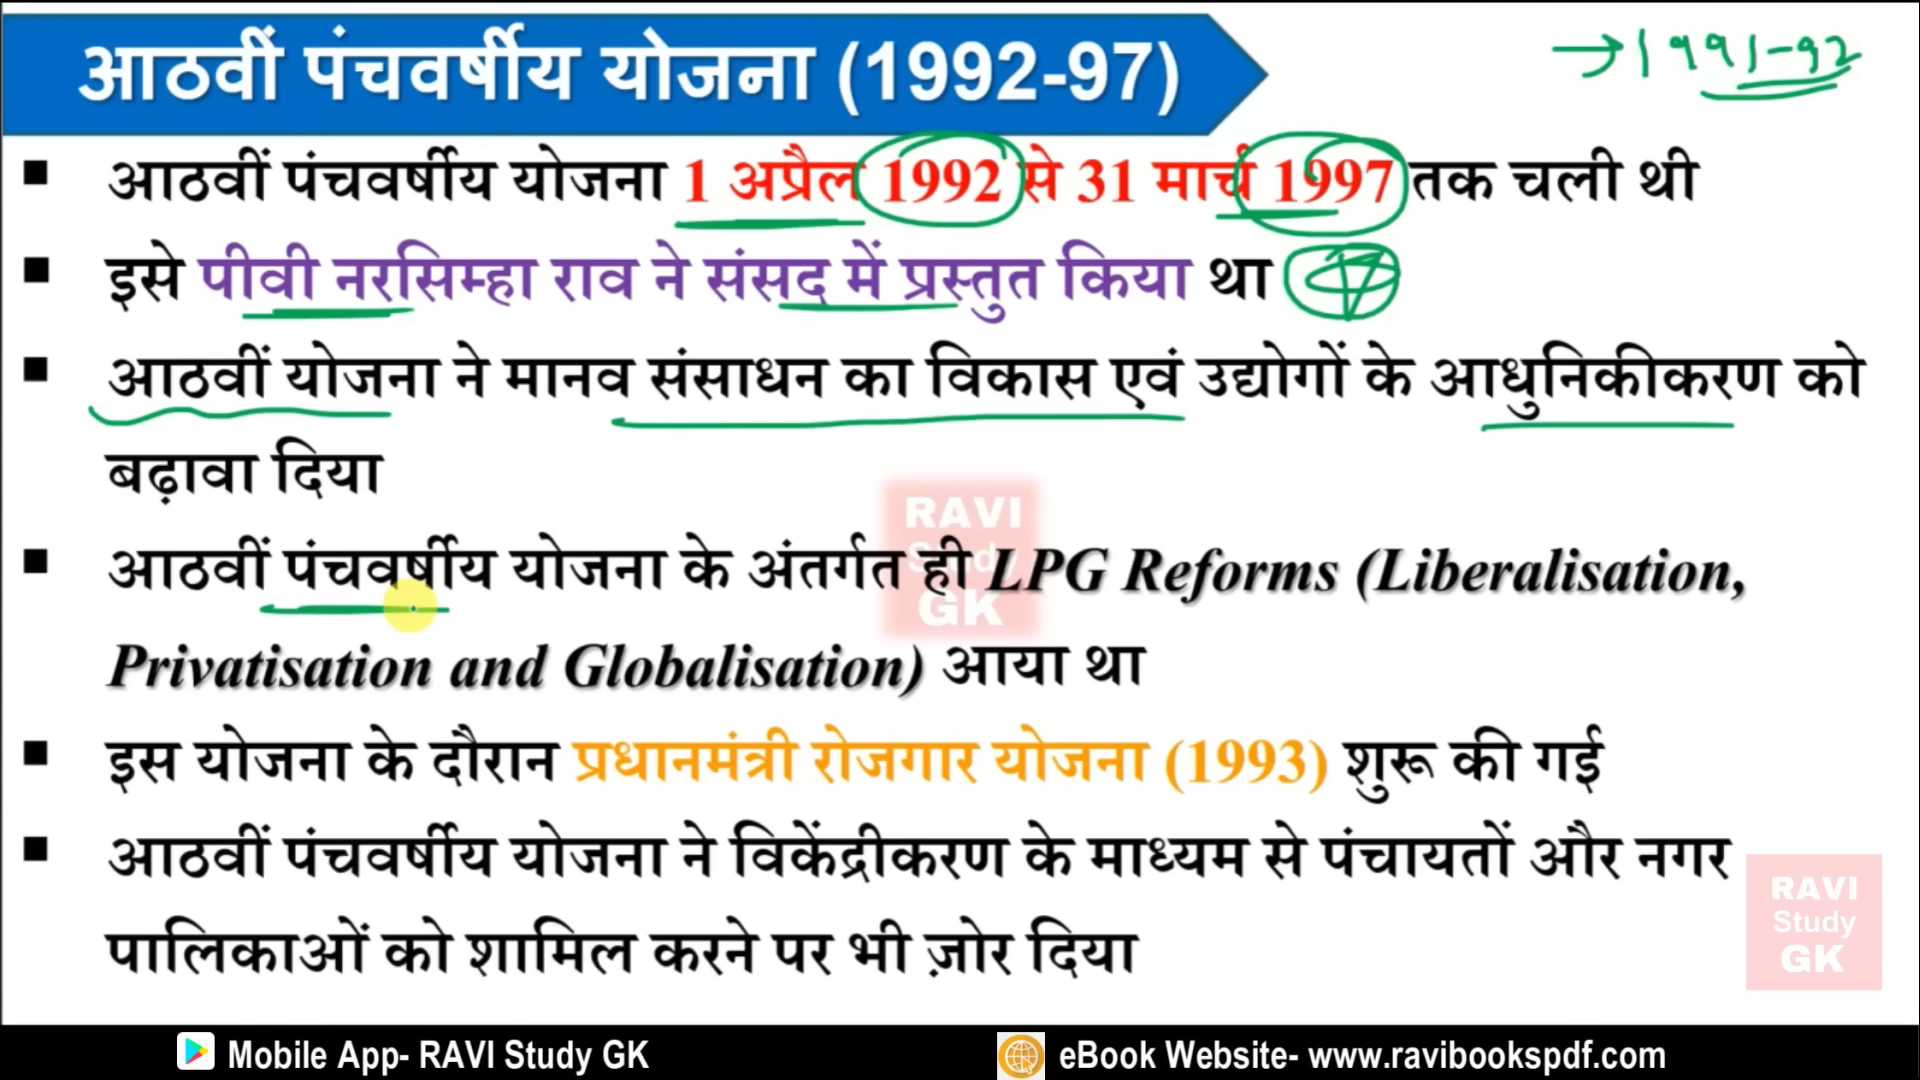 आठवीं पंचवर्षीय योजना (1992-97)
→ 1991-92
▪ आठवीं पंचवर्षीय योजना 1 अप्रैल 1992 से 31 मार्च 1997 तक चली थी
▪ इसे पीवी नरसिम्हा राव ने संसद में प्रस्तुत किया था
▪ आठवीं योजना ने मानव संसाधन का विकास एवं उद्योगों के आधुनिकीकरण को
बढ़ावा दिया
▪ आठवीं पंचवर्षीय योजना के अंतर्गत ही LPG Reforms (Liberalisation,
Privatisation and Globalisation) आया था
▪ इस योजना के दौरान प्रधानमंत्री रोजगार योजना (1993) शुरू की गई
▪ आठवीं पंचवर्षीय योजना ने विकेंद्रीकरण के माध्यम से पंचायतों और नगर
पालिकाओं को शामिल करने पर भी ज़ोर दिया
RAVI
Study
GK
RAVI
Study
GK
Mobile App- RAVI Study GK
eBook Website- www.ravibookspdf.com